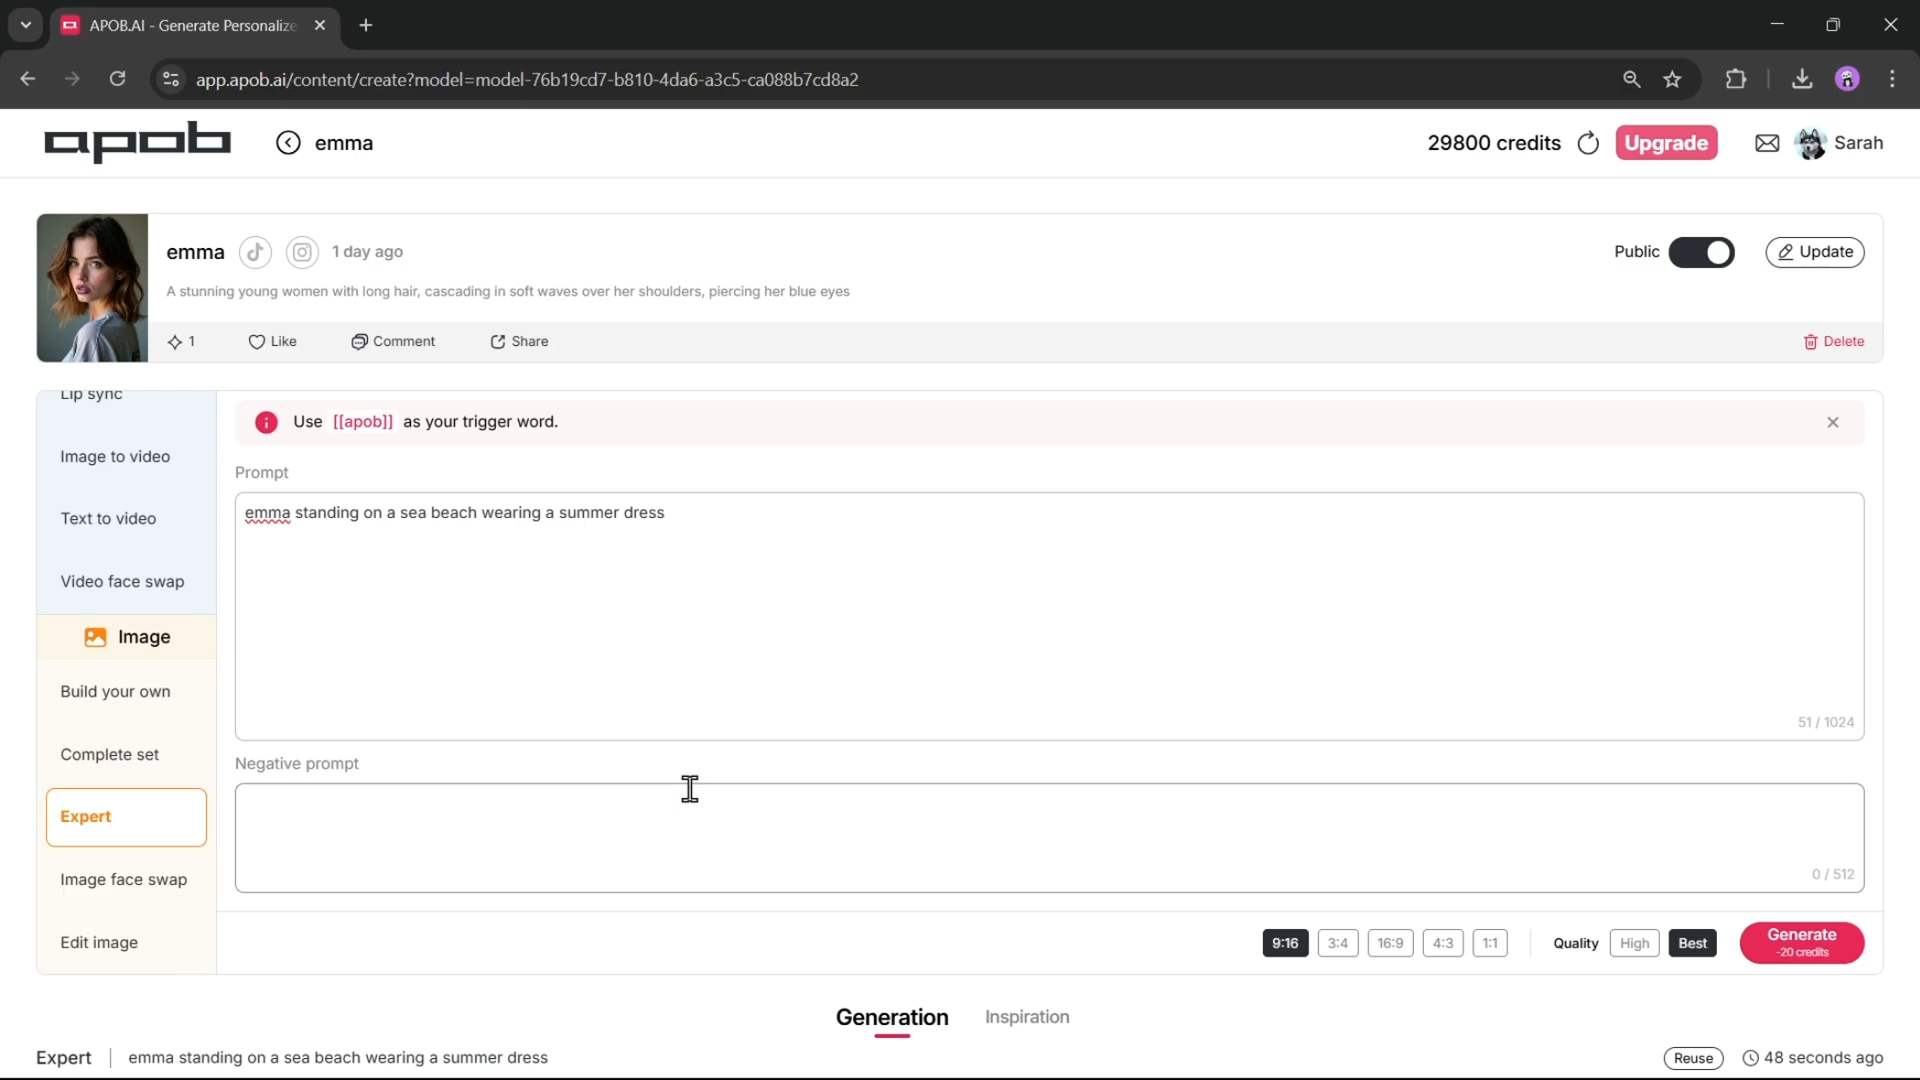 APOB.AI - Generate Personalize
app.apob.ai/content/create?model=model-76b19cd7-b810-4da6-a3c5-ca088b7cd8a2
apob
emma
29800 credits
Upgrade
Sarah
emma
1 day ago
Public
Update
A stunning young women with long hair, cascading in soft waves over her shoulders, piercing her blue eyes
1
Like
Comment
Share
Delete
Lip sync
Image to video
Text to video
Video face swap
Image
Build your own
Complete set
Expert
Image face swap
Edit image
Use [[apob]] as your trigger word.
Prompt
emma standing on a sea beach wearing a summer dress
51 / 1024
Negative prompt
0 / 512
9:16
3:4
16:9
4:3
1:1
Quality
High
Best
Generate
-20 credits
Generation
Inspiration
Expert
emma standing on a sea beach wearing a summer dress
Reuse
48 seconds ago